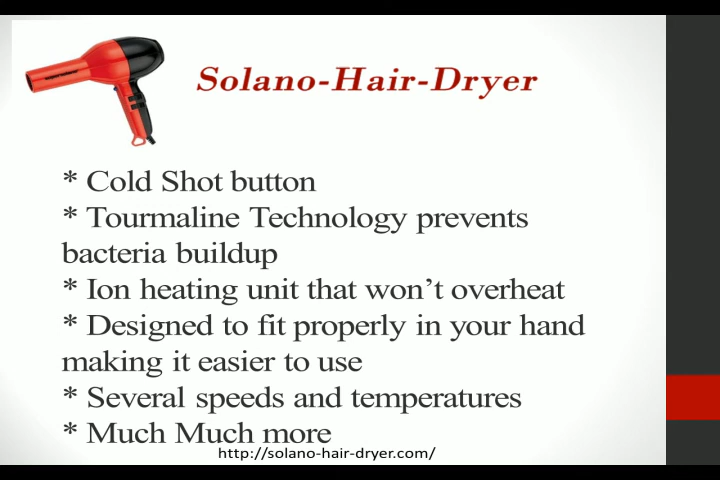 Solano-Hair-Dryer
* Cold Shot button
* Tourmaline Technology prevents
bacteria buildup
* Ion heating unit that won’t overheat
* Designed to fit properly in your hand
making it easier to use
* Several speeds and temperatures
* Much Much more
http://solano-hair-dryer.com/